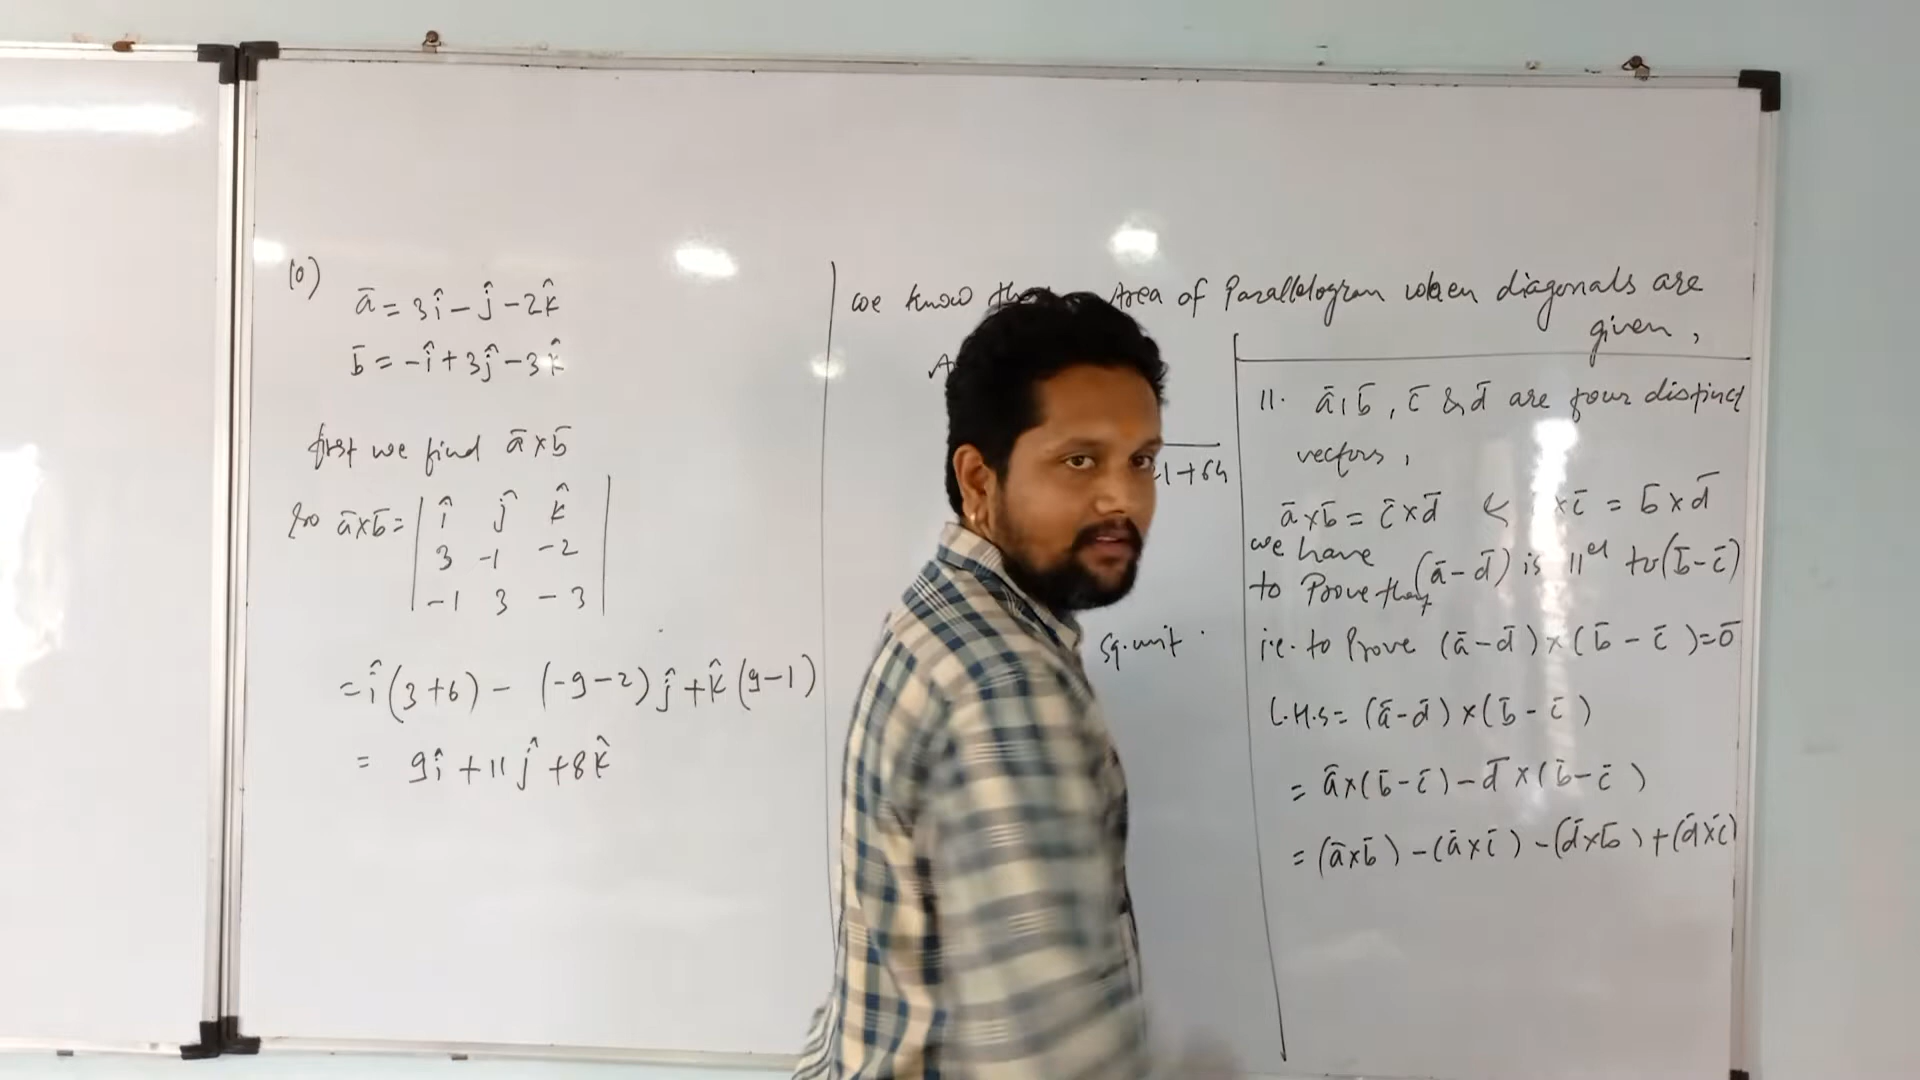 10)
a̅ = 3î - ĵ - 2k̂
b̅ = -î + 3ĵ - 3k̂
first we find a̅ × b̅
So a̅×b̅ = | î ĵ k̂
3 -1 -2
-1 3 -3 |
= î(3+6) - (-9-2)ĵ + k̂(9-1)
= 9î + 11ĵ + 8k̂
we know Area of Parallelogram when diagonals are
given,
A
1+64
Sq.unit.
11. a̅, b̅, c̅ & d̅ are four distinct
vectors,
a̅×b̅ = c̅×d̅ & ×c̅ = b̅×d̅
we have
to Prove that (a̅-d̅) is ||el to (b̅-c̅)
i.e. to Prove (a̅-d̅)×(b̅-c̅)=0̅
L.H.S = (a̅-d̅)×(b̅-c̅)
= a̅×(b̅-c̅) - d̅×(b̅-c̅)
= (a̅×b̅) - (a̅×c̅) - (d̅×b̅) + (d̅×c̅)